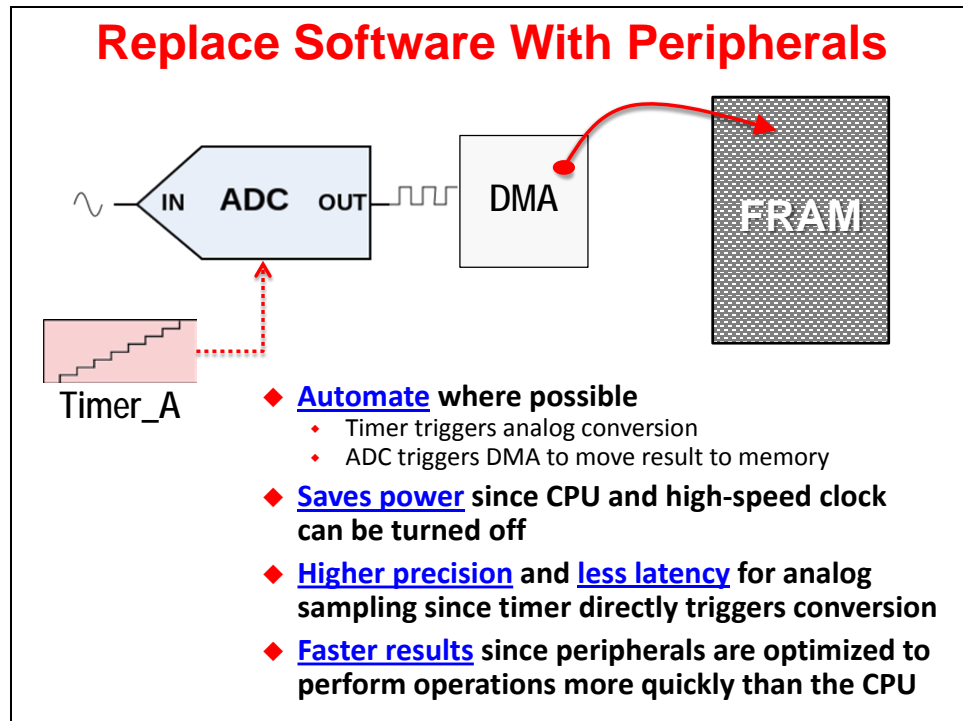 Replace Software With Peripherals
IN ADC OUT
DMA
FRAM
Timer_A
◆ Automate where possible
◆ Timer triggers analog conversion
◆ ADC triggers DMA to move result to memory
◆ Saves power since CPU and high-speed clock
can be turned off
◆ Higher precision and less latency for analog
sampling since timer directly triggers conversion
◆ Faster results since peripherals are optimized to
perform operations more quickly than the CPU